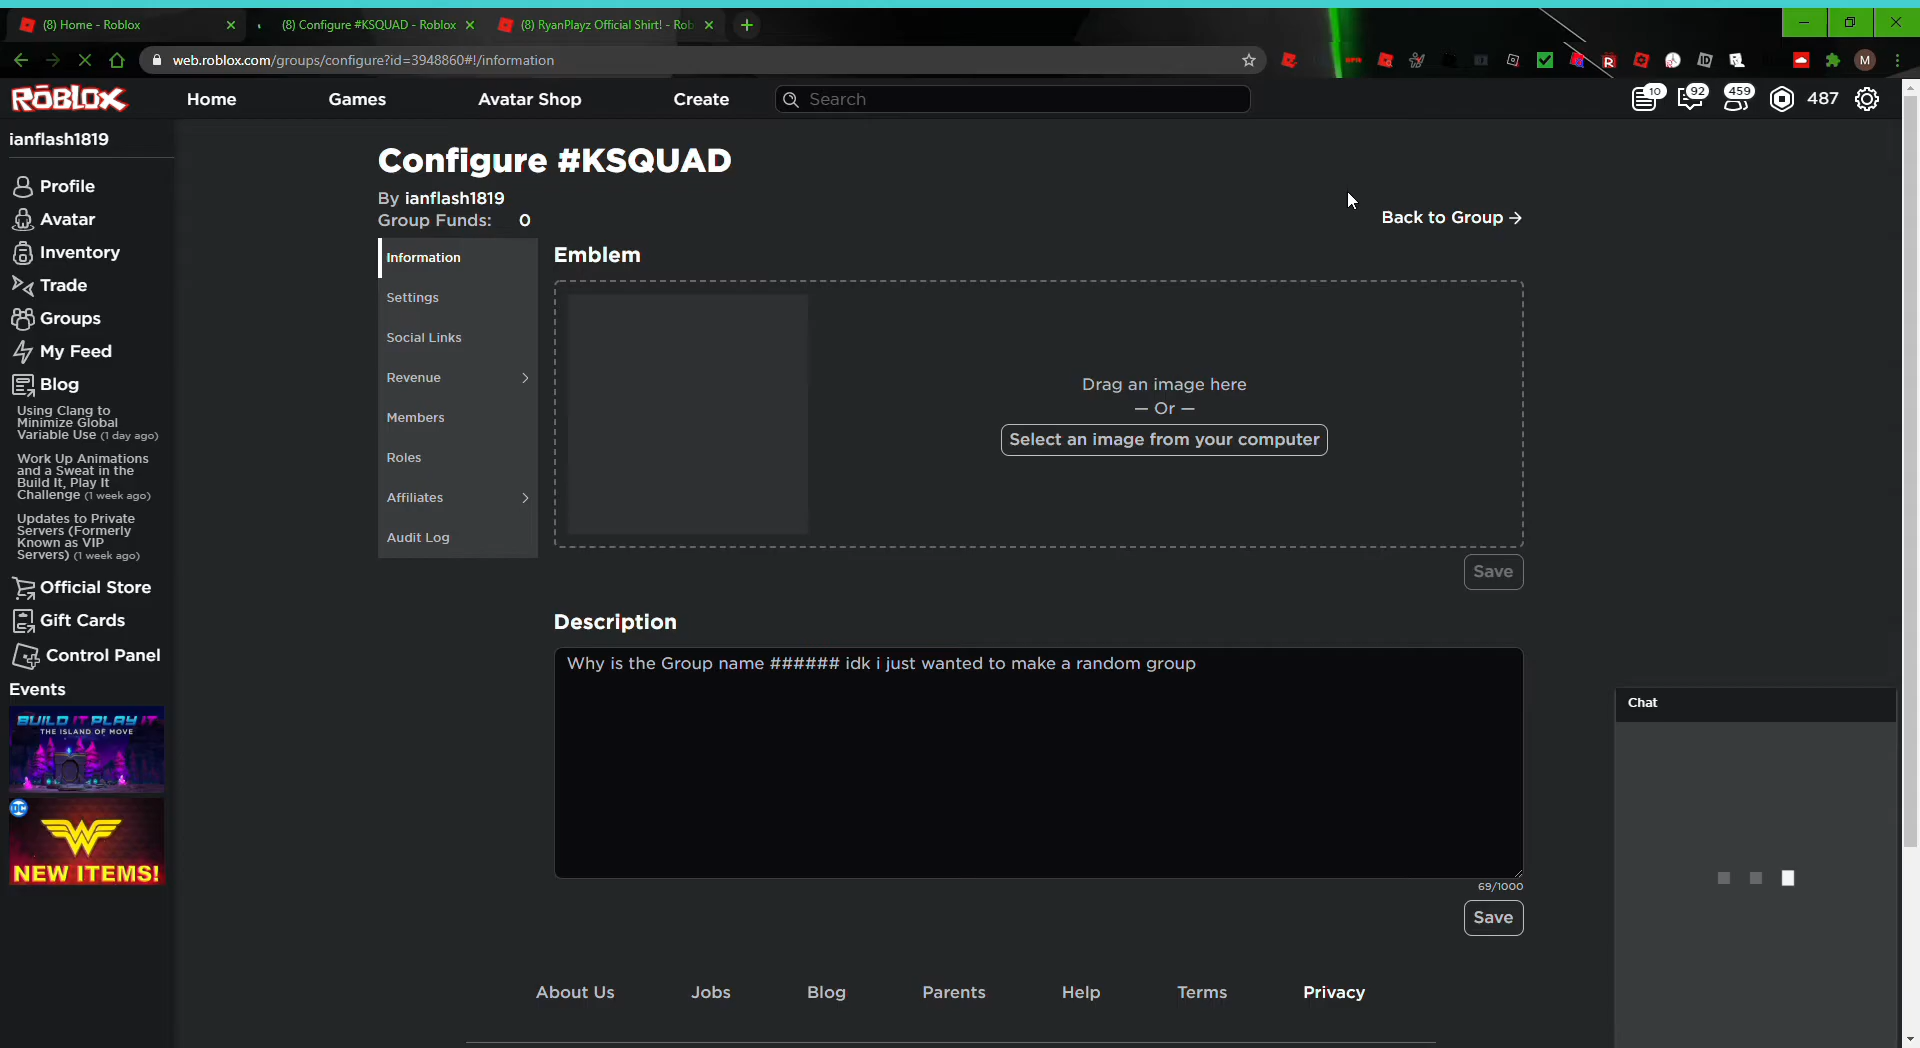 (8) Home - Roblox
(8) Configure #KSQUAD - Roblox
(8) RyanPlayz Official Shirt! - Rob
web.roblox.com/groups/configure?id=3948860#!/information
M
ROBLOX
Home
Games
Avatar Shop
Create
Search
10
92
459
487
ianflash1819
Profile
Avatar
Inventory
Trade
Groups
My Feed
Blog
Using Clang to
Minimize Global
Variable Use (1 day ago)
Work Up Animations
and a Sweat in the
Build It, Play It
Challenge (1 week ago)
Updates to Private
Servers (Formerly
Known as VIP
Servers) (1 week ago)
Official Store
Gift Cards
Control Panel
Events
BUILD IT PLAY IT
THE ISLAND OF MOVE
DC
NEW ITEMS!
Configure #KSQUAD
By ianflash1819
Group Funds: 0
Back to Group
Information
Settings
Social Links
Revenue
Members
Roles
Affiliates
Audit Log
Emblem
Drag an image here
— Or —
Select an image from your computer
Save
Description
Why is the Group name ###### idk i just wanted to make a random group
69/1000
Save
Chat
About Us
Jobs
Blog
Parents
Help
Terms
Privacy